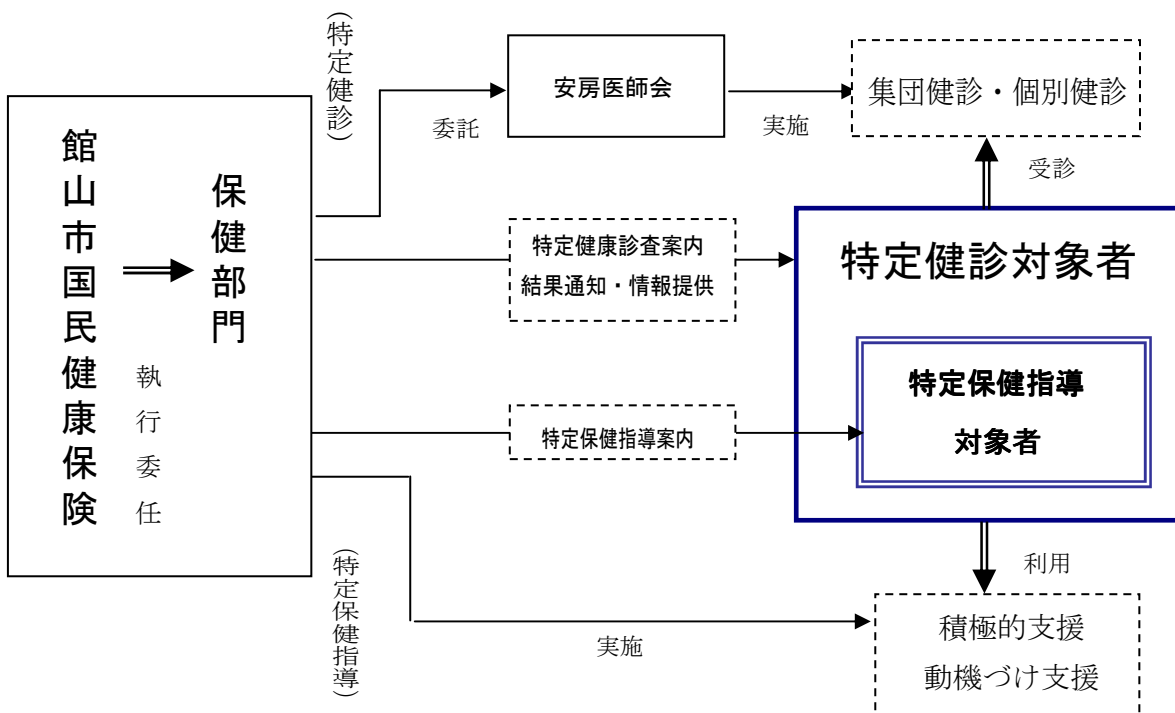 館山市国民健康保険
執行委任
保健部門
(特定健診)
委託
安房医師会
実施
集団健診・個別健診
受診
特定健康診査案内
結果通知・情報提供
特定健診対象者
特定保健指導
対象者
特定保健指導案内
利用
(特定保健指導)
実施
積極的支援
動機づけ支援